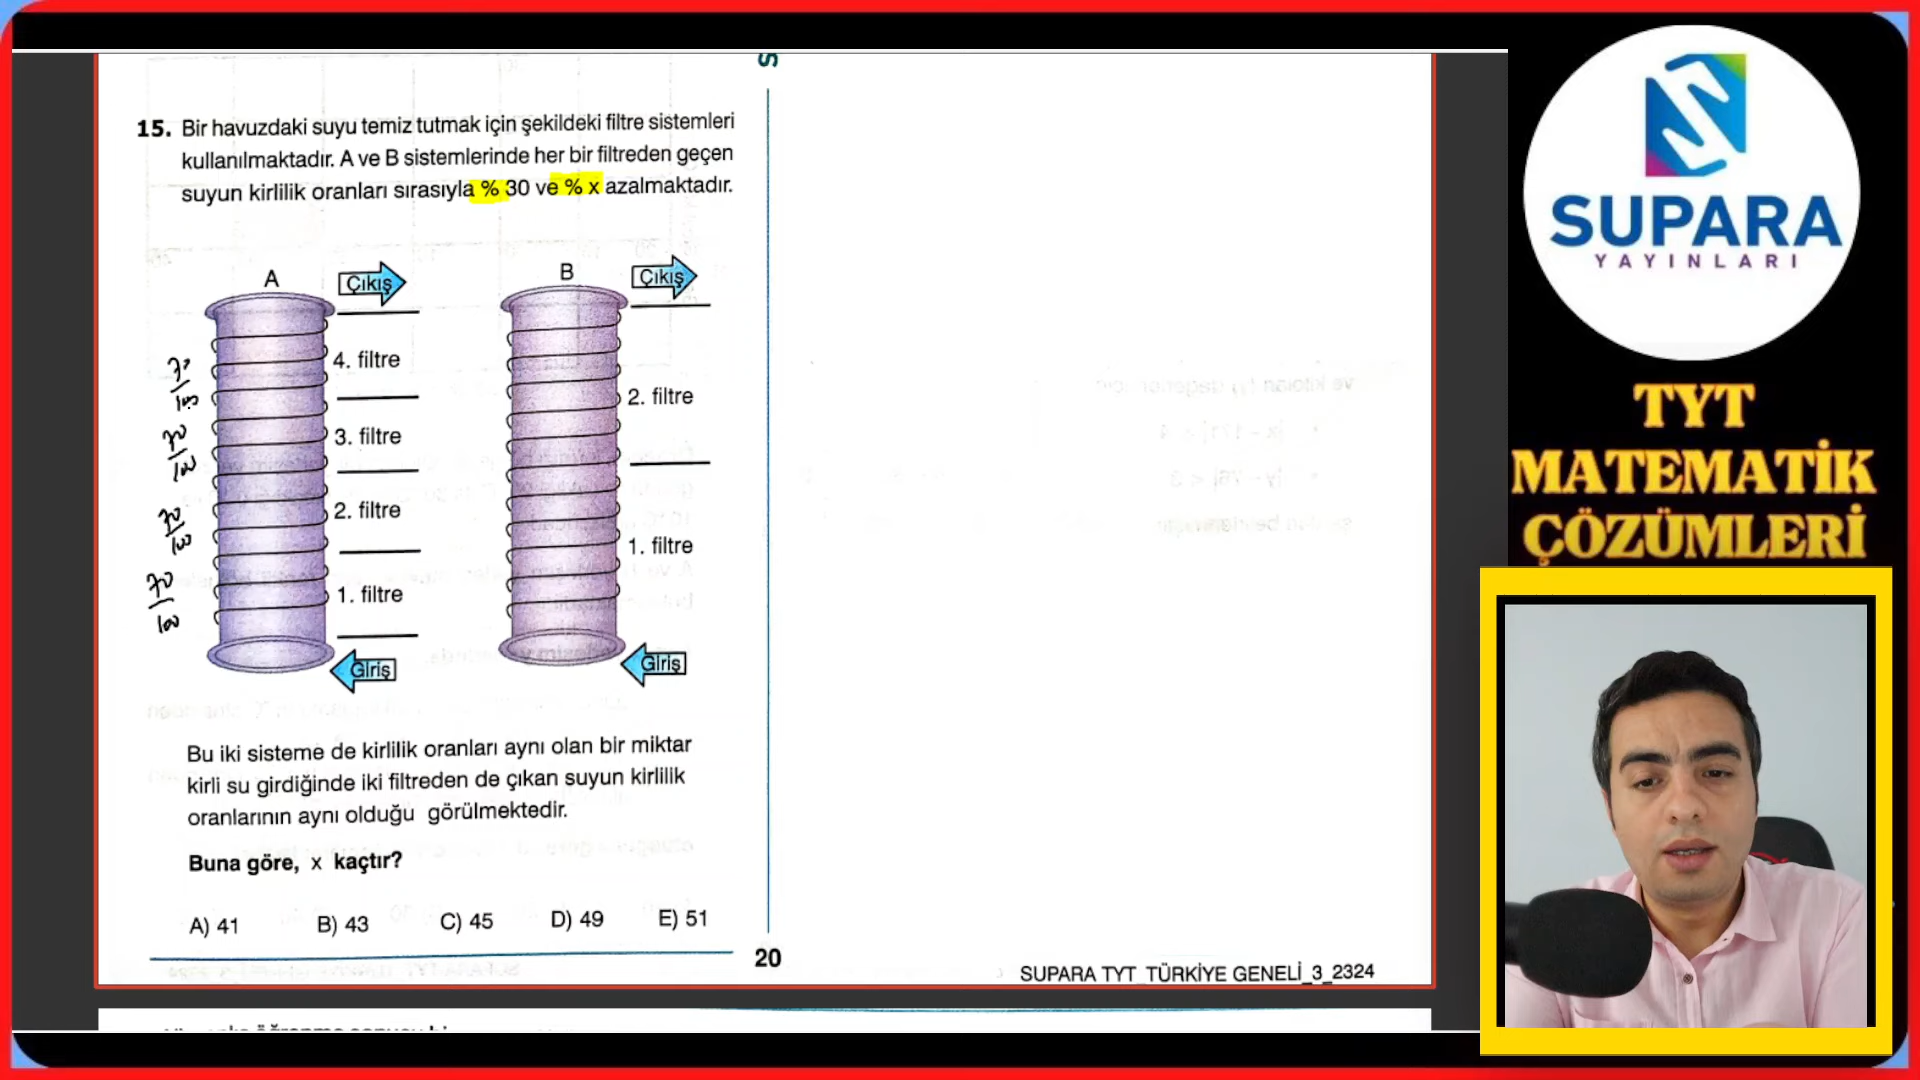 15. Bir havuzdaki suyu temiz tutmak için şekildeki filtre sistemleri
kullanılmaktadır. A ve B sistemlerinde her bir filtreden geçen
suyun kirlilik oranları sırasıyla % 30 ve % x azalmaktadır.
A
Çıkış
4. filtre
3. filtre
2. filtre
1. filtre
Giriş
70
100
70
100
70
100
70
100
B
Çıkış
2. filtre
1. filtre
Giriş
Bu iki sisteme de kirlilik oranları aynı olan bir miktar
kirli su girdiğinde iki filtreden de çıkan suyun kirlilik
oranlarının aynı olduğu görülmektedir.
Buna göre, x kaçtır?
A) 41 B) 43 C) 45 D) 49 E) 51
20
SUPARA TYT_TÜRKİYE GENELİ_3_2324
SUPARA
YAYINLARI
TYT
MATEMATİK
ÇÖZÜMLERİ